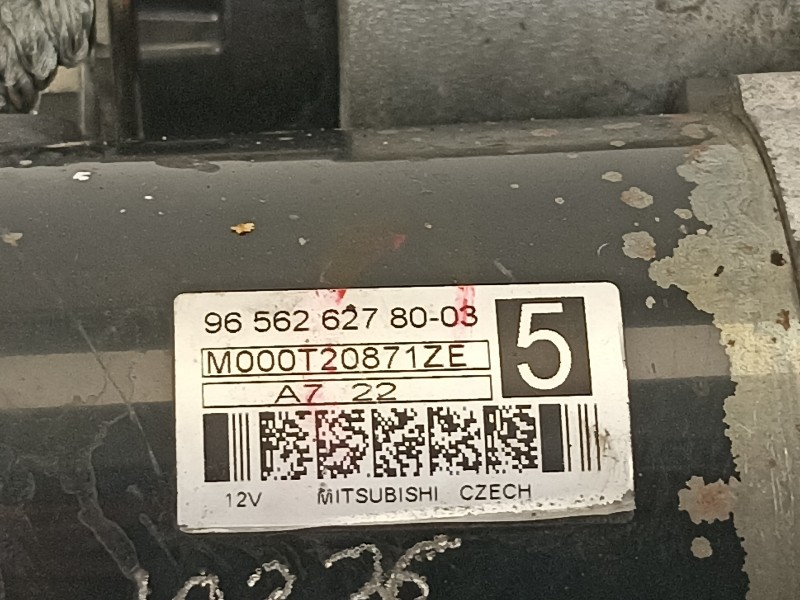 96 562 627 80-03
5
M000T20871ZE
A7 22
12V MITSUBISHI CZECH